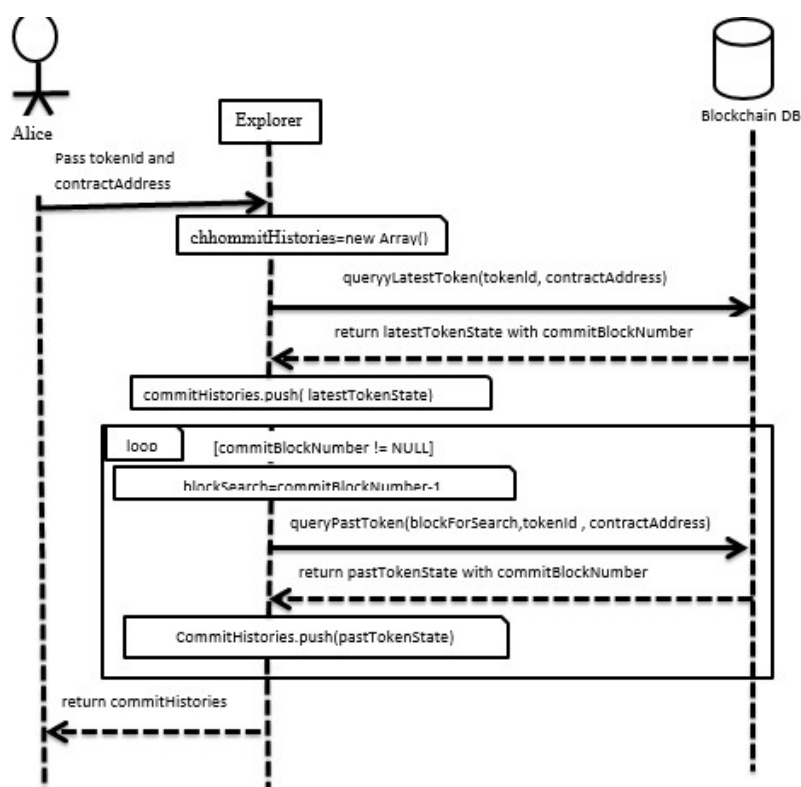 Alice
Explorer
Blockchain DB
Pass tokenId and
contractAddress
chhommitHistories=new Array()
queryyLatestToken(tokenId, contractAddress)
return latestTokenState with commitBlockNumber
commitHistories.push( latestTokenState)
loop
[commitBlockNumber != NULL]
blockSearch=commitBlockNumber-1
queryPastToken(blockForSearch,tokenId , contractAddress)
return pastTokenState with commitBlockNumber
CommitHistories.push(pastTokenState)
return commitHistories